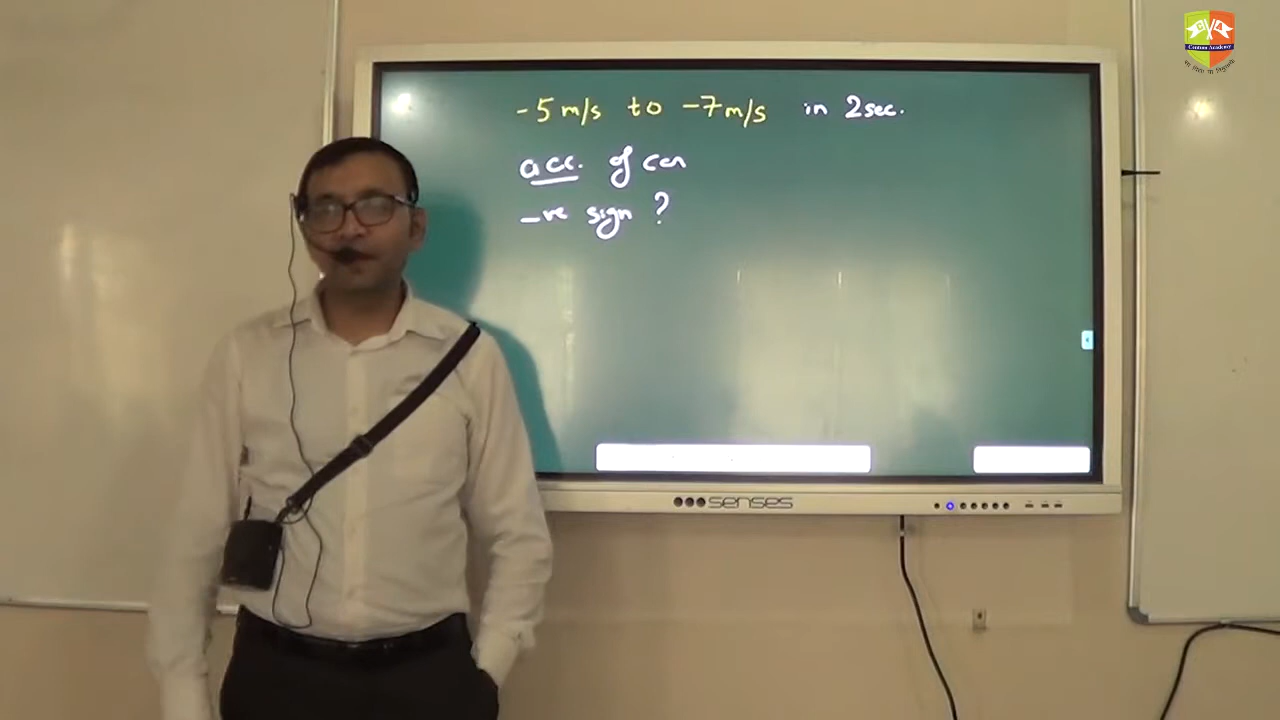 -5 m/s to -7 m/s in 2 sec.
acc. of car
-ve sign ?
senses